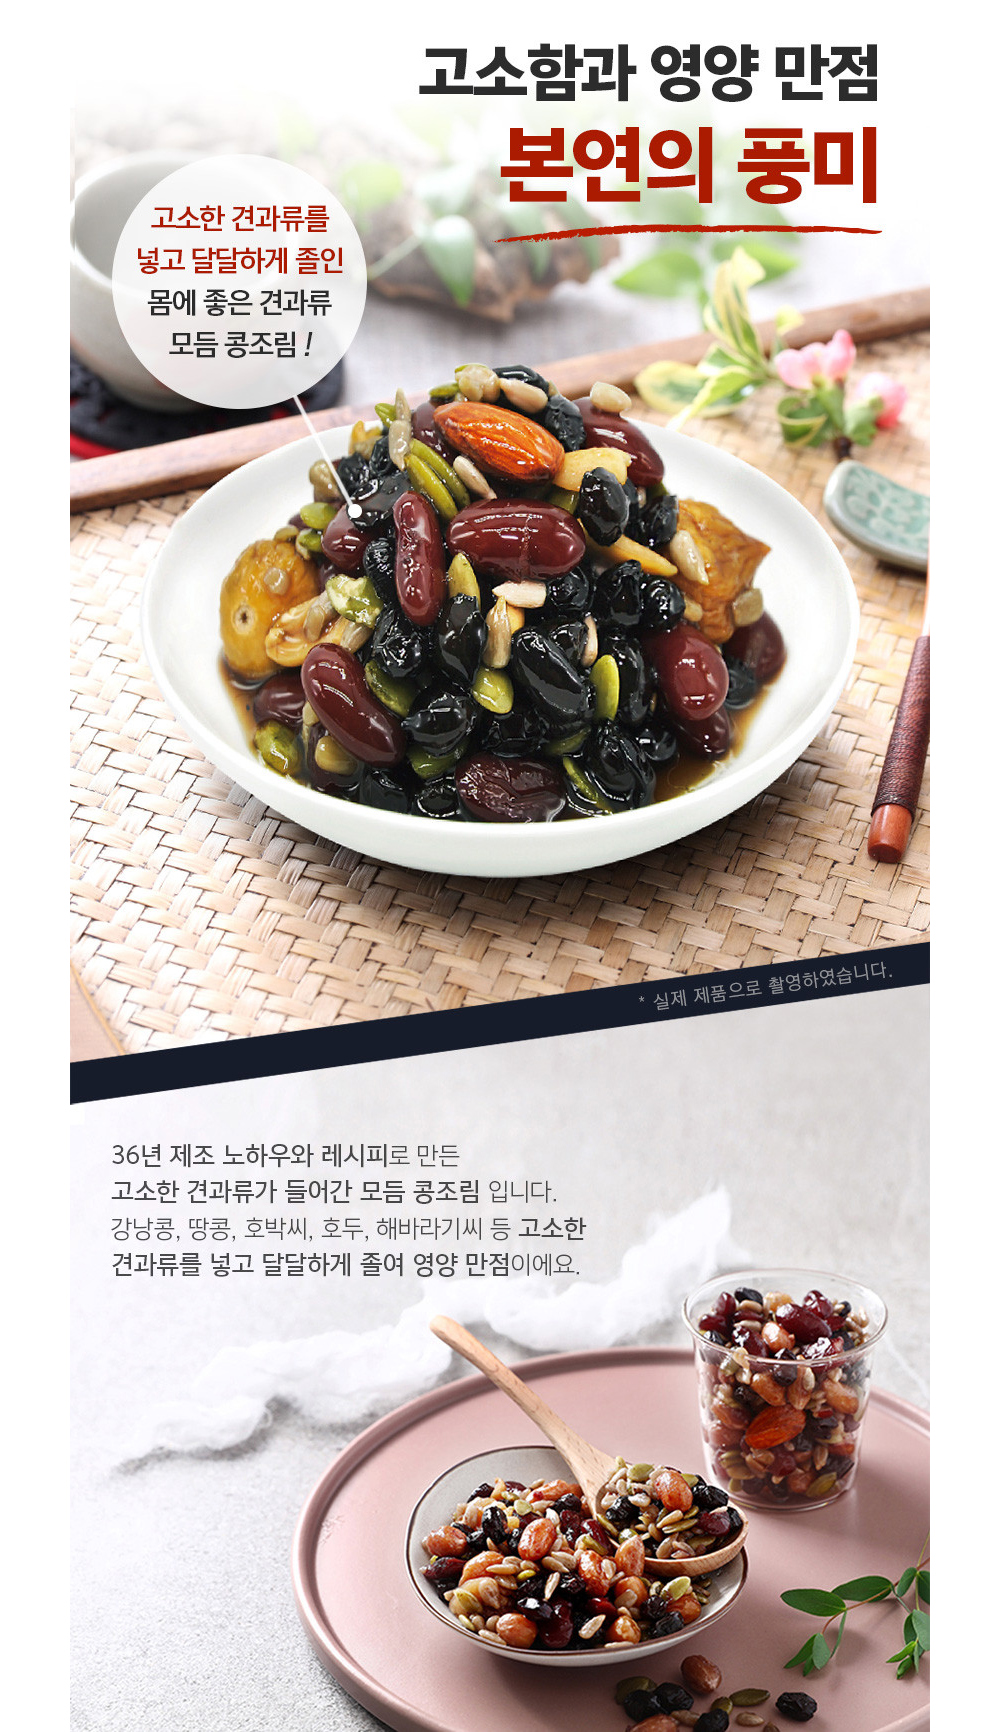 고소함과 영양 만점
본연의 풍미
고소한 견과류를
넣고 달달하게 졸인
몸에 좋은 견과류
모듬 콩조림 !
* 실제 제품으로 촬영하였습니다.
36년 제조 노하우와 레시피로 만든
고소한 견과류가 들어간 모듬 콩조림 입니다.
강낭콩, 땅콩, 호박씨, 호두, 해바라기씨 등 고소한
견과류를 넣고 달달하게 졸여 영양 만점이에요.